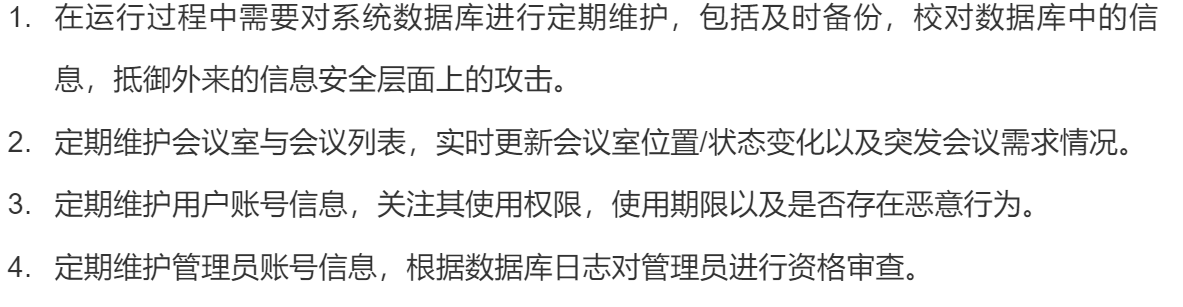 1. 在运行过程中需要对系统数据库进行定期维护，包括及时备份，校对数据库中的信
息，抵御外来的信息安全层面上的攻击。
2. 定期维护会议室与会议列表，实时更新会议室位置/状态变化以及突发会议需求情况。
3. 定期维护用户账号信息，关注其使用权限，使用期限以及是否存在恶意行为。
4. 定期维护管理员账号信息，根据数据库日志对管理员进行资格审查。